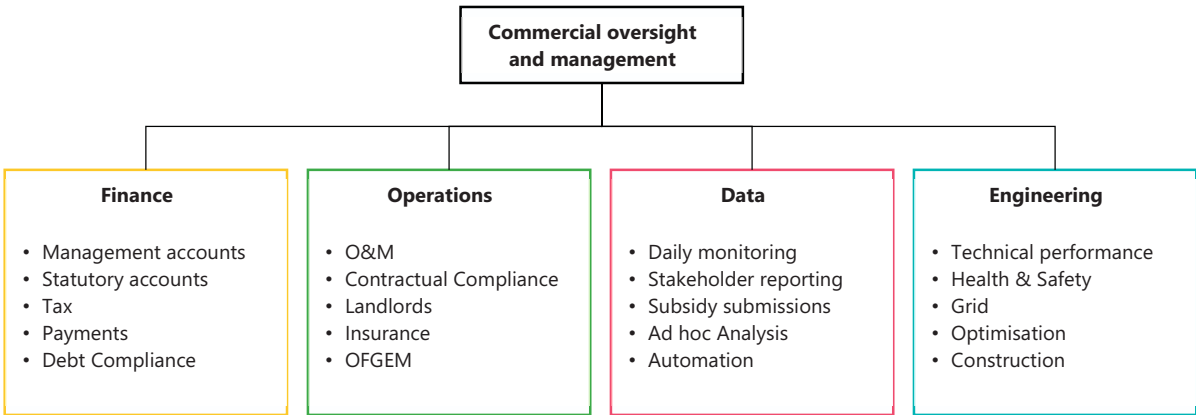 Commercial oversight
and management
Finance
• Management accounts
• Statutory accounts
• Tax
• Payments
• Debt Compliance
Operations
• O&M
• Contractual Compliance
• Landlords
• Insurance
• OFGEM
Data
• Daily monitoring
• Stakeholder reporting
• Subsidy submissions
• Ad hoc Analysis
• Automation
Engineering
• Technical performance
• Health & Safety
• Grid
• Optimisation
• Construction